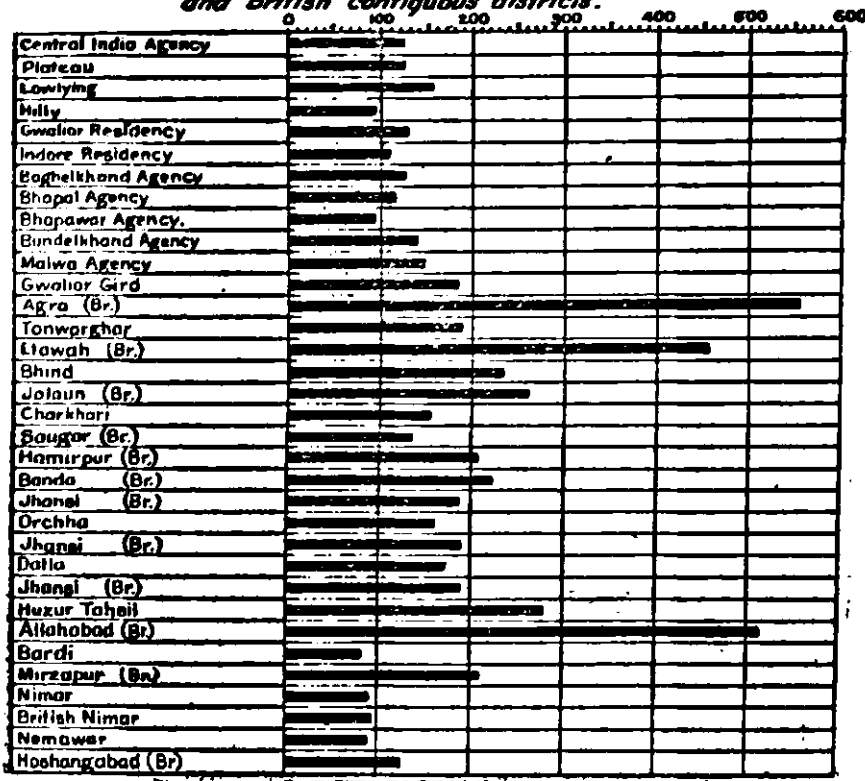 and British Contiguous districts.
0 100 200 300 400 500 600
Central India Agency
Plateau
Lowlying
Hilly
Gwalior Residency
Indore Residency
Baghelkhand Agency
Bhopal Agency
Bhopawar Agency.
Bundelkhand Agency
Malwa Agency
Gwalior Gird
Agra (Br.)
Tonwarghar
Etawah (Br.)
Bhind
Jalaun (Br.)
Charkhari
Saugar (Br.)
Hamirpur (Br.)
Banda (Br.)
Jhansi (Br.)
Orchha
Jhansi (Br.)
Datia
Jhansi (Br.)
Huzur Tahsil
Allahabad (Br.)
Bardi
Mirzapur (Br.)
Nimar
British Nimar
Nemawar
Hoshangabad (Br)